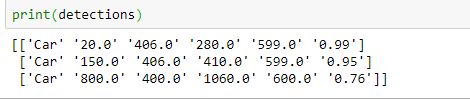 print(detections)
[['Car' '20.0' '406.0' '280.0' '599.0' '0.99']
['Car' '150.0' '406.0' '410.0' '599.0' '0.95']
['Car' '800.0' '400.0' '1060.0' '600.0' '0.76']]